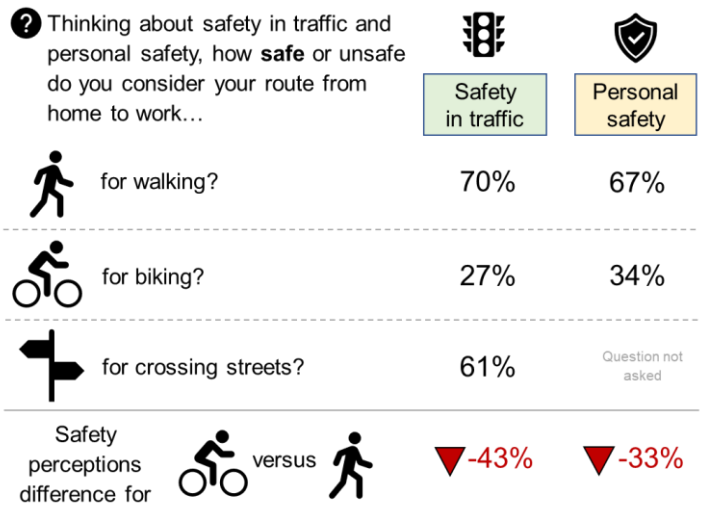 ? Thinking about safety in traffic and
personal safety, how safe or unsafe
do you consider your route from
home to work…
Safety
in traffic
Personal
safety
for walking?
70%
67%
for biking?
27%
34%
for crossing streets?
61%
Question not
asked
Safety
perceptions
difference for
versus
-43%
-33%